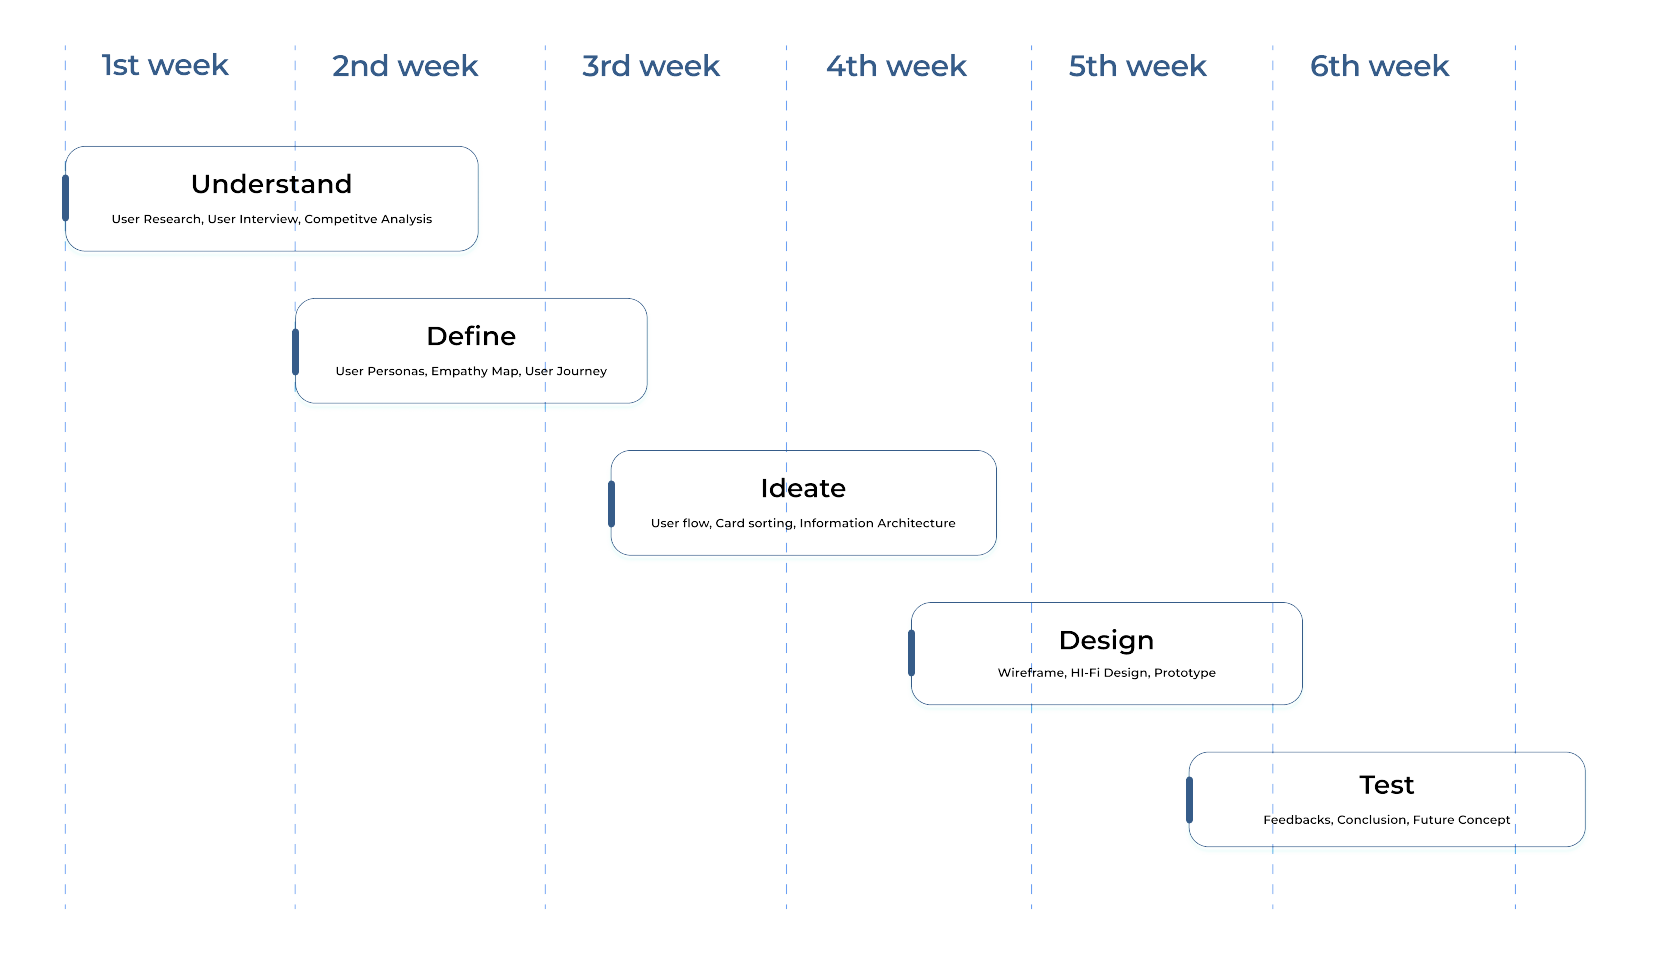 1st week
2nd week
3rd week
4th week
5th week
6th week
Understand
User Research, User Interview, Competitve Analysis
Define
User Personas, Empathy Map, User Journey
Ideate
User flow, Card sorting, Information Architecture
Design
Wireframe, HI-Fi Design, Prototype
Test
Feedbacks, Conclusion, Future Concept